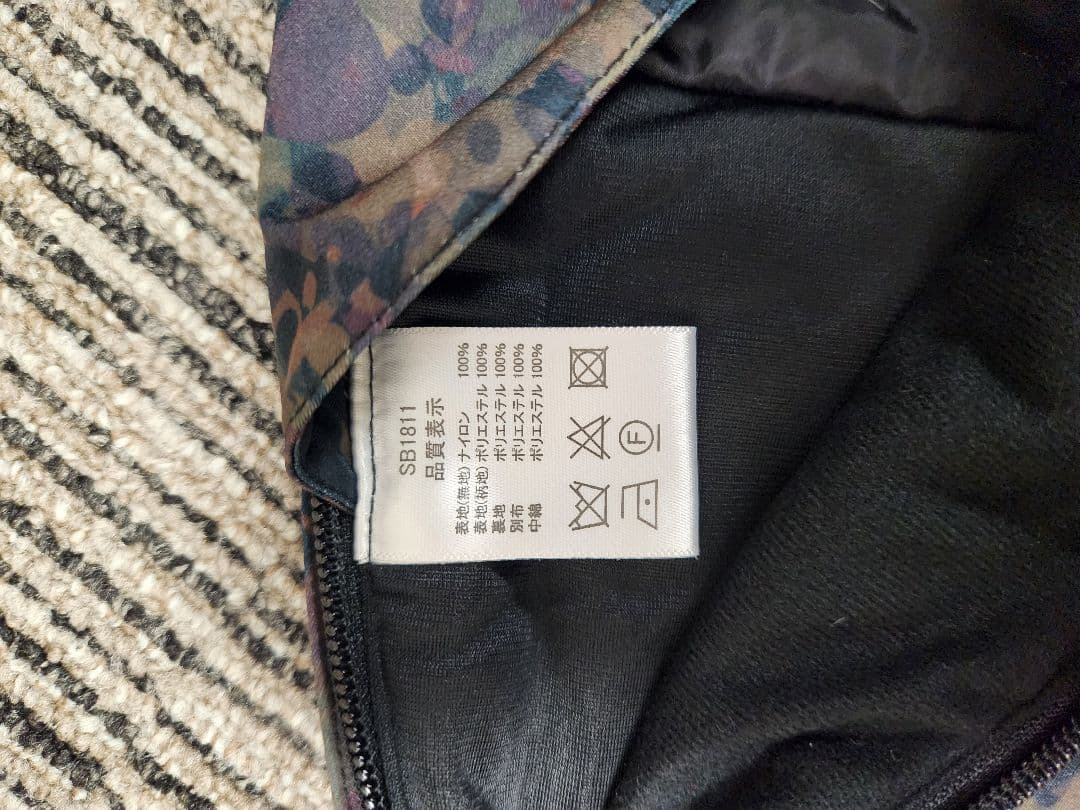 SB1811
品質表示
表地(無地) ナイロン 100%
表地(柄地) ポリエステル 100%
裏地 ポリエステル 100%
別布 ポリエステル 100%
中綿 ポリエステル 100%
F